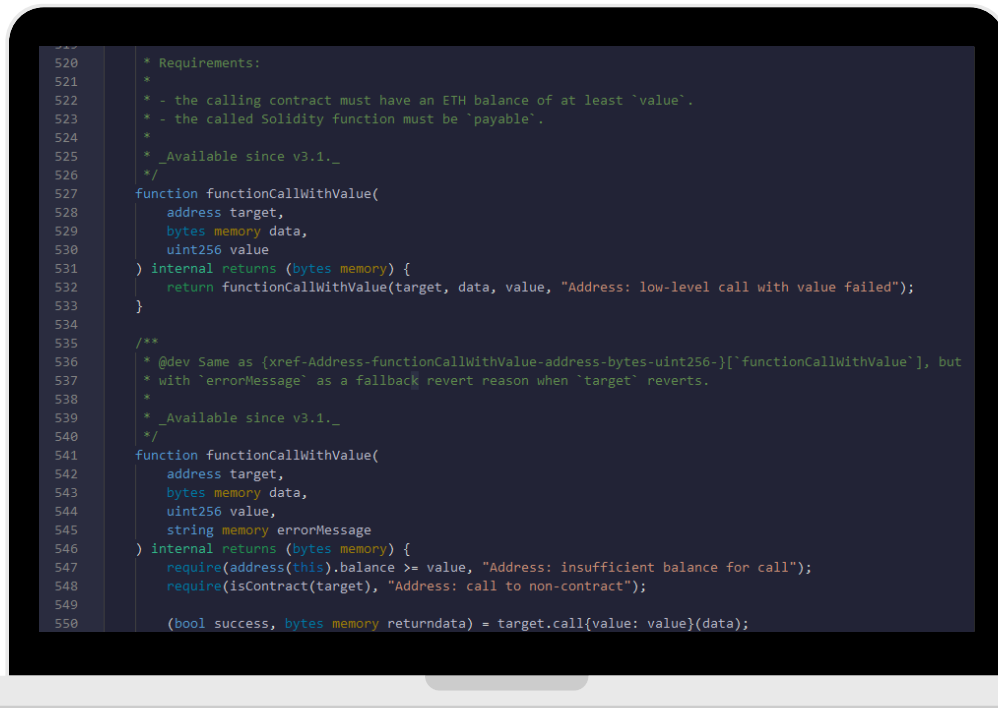 520 * Requirements:
521 *
522 * - the calling contract must have an ETH balance of at least `value`.
523 * - the called Solidity function must be `payable`.
524 *
525 * _Available since v3.1._
526 */
527 function functionCallWithValue(
528 address target,
529 bytes memory data,
530 uint256 value
531 ) internal returns (bytes memory) {
532 return functionCallWithValue(target, data, value, "Address: low-level call with value failed");
533 }
534
535 /**
536 * @dev Same as {xref-Address-functionCallWithValue-address-bytes-uint256-}[`functionCallWithValue`], but
537 * with `errorMessage` as a fallback revert reason when `target` reverts.
538 *
539 * _Available since v3.1._
540 */
541 function functionCallWithValue(
542 address target,
543 bytes memory data,
544 uint256 value,
545 string memory errorMessage
546 ) internal returns (bytes memory) {
547 require(address(this).balance >= value, "Address: insufficient balance for call");
548 require(isContract(target), "Address: call to non-contract");
549
550 (bool success, bytes memory returndata) = target.call{value: value}(data);